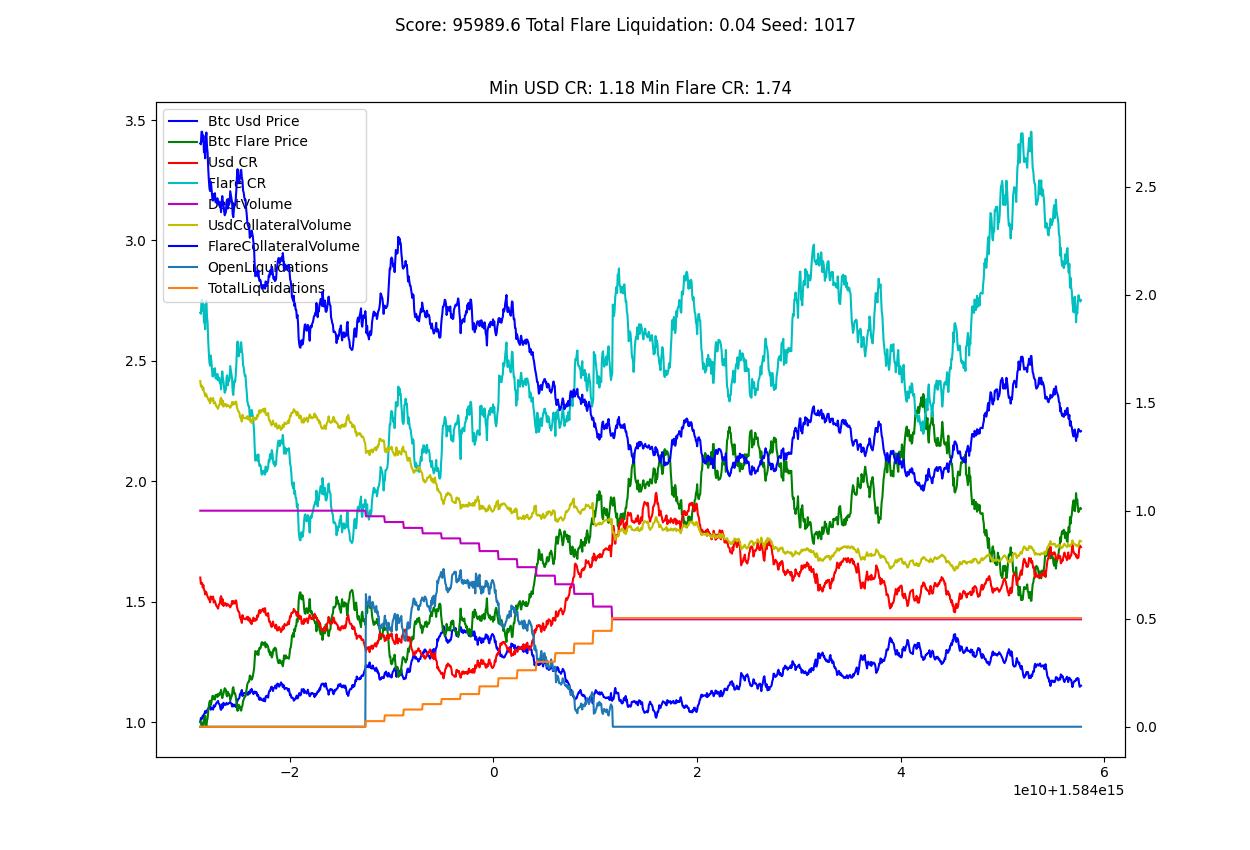 Score: 95989.6 Total Flare Liquidation: 0.04 Seed: 1017
Min USD CR: 1.18 Min Flare CR: 1.74
Btc Usd Price
Btc Flare Price
Usd CR
Flare CR
DebtVolume
UsdCollateralVolume
FlareCollateralVolume
OpenLiquidations
TotalLiquidations
3.5
3.0
2.5
2.0
1.5
1.0
2.5
2.0
1.5
1.0
0.5
0.0
−2 0 2 4 6
1e10+1.584e15